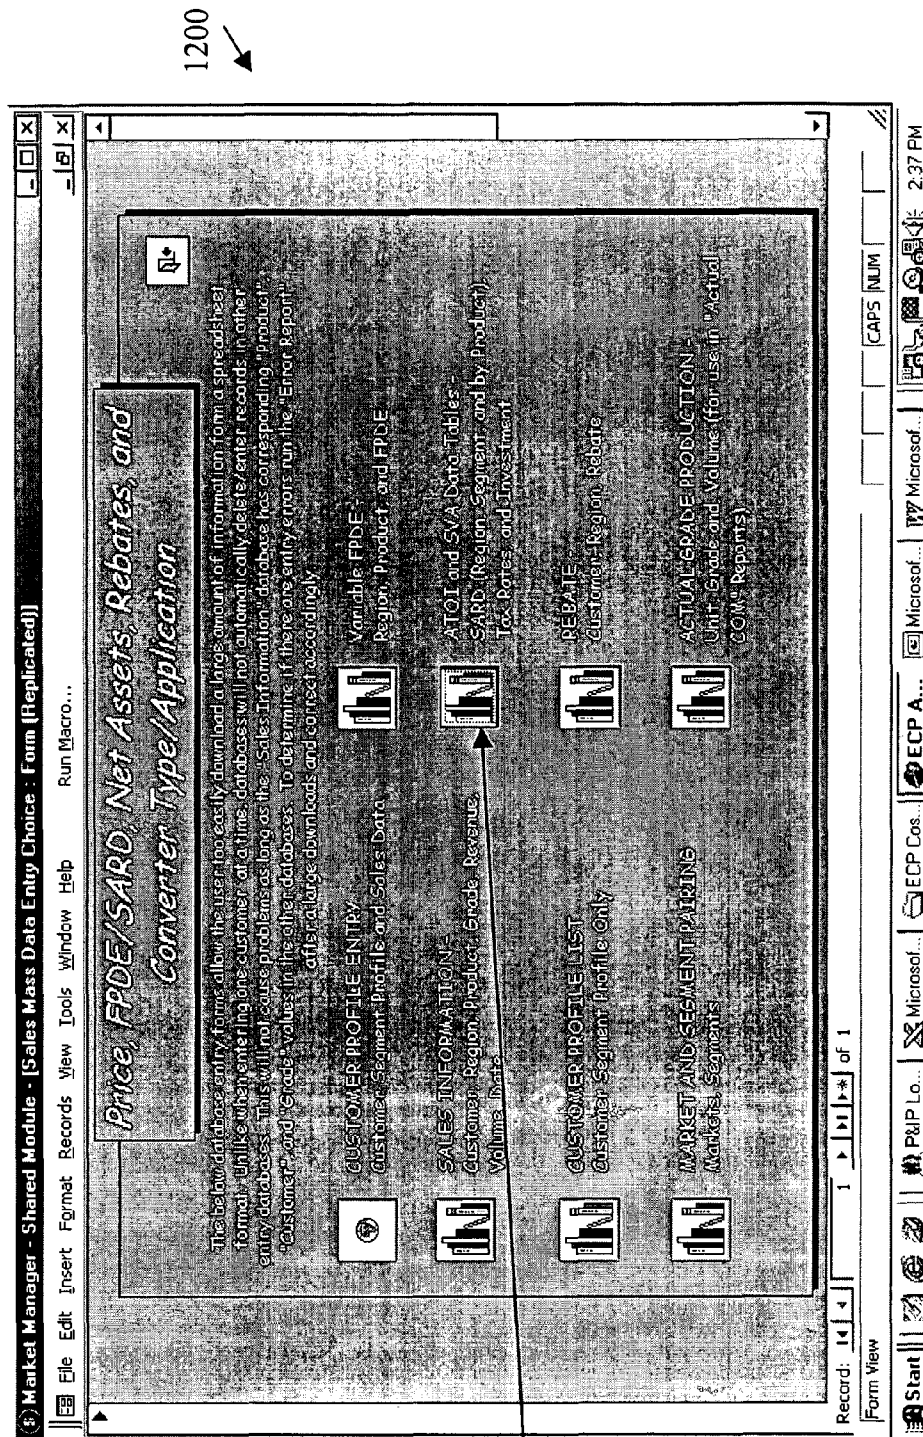 1200
Market Manager - Shared Module - [Sales Mass Data Entry Choice : Form (Replicated)]
File Edit Insert Format Records View Tools Window Help Run Macro...
Price, FPDE/SARD, Net Assets, Rebates, and
Converter Type/Application
The below database entry forms allow the user too easily download a large amount of information form a spreadsheet
format. Unlike when entering one customer at a time, databases will not automatically delete/enter records in other
entry databases. This will not cause problems as long as the "Sales Information" database has corresponding "Product",
"Customer", and "Grade" values in the other databases. To determine if there are entry errors run the "Error Report"
after a large downloads and correct accordingly.
CUSTOMER PROFILE ENTRY
Customer Segment Profile and Sales Data
Variable FPDE
Region, Product, and FPDE
SALES INFORMATION -
Customer, Region, Product, Grade, Revenue,
Volume Data
ATOI and SVA Data Tables -
SARD (Region Segment, and by Product),
Tax Rates, and Investment
CUSTOMER PROFILE LIST
Customer Segment Profile Only
REBATE
Customer-Region, Rebate
MARKET AND SEGMENT PAIRING
Markets, Segments
ACTUAL GRADE PRODUCTION -
Unit, Grade and Volume (for use in "Actual
COM" Reports)
Record: 1 of 1
Form View CAPS NUM
Start P&P Lo... Microsof... ECP Cos... ECP A... Microsof... Microsof... 2:37 PM